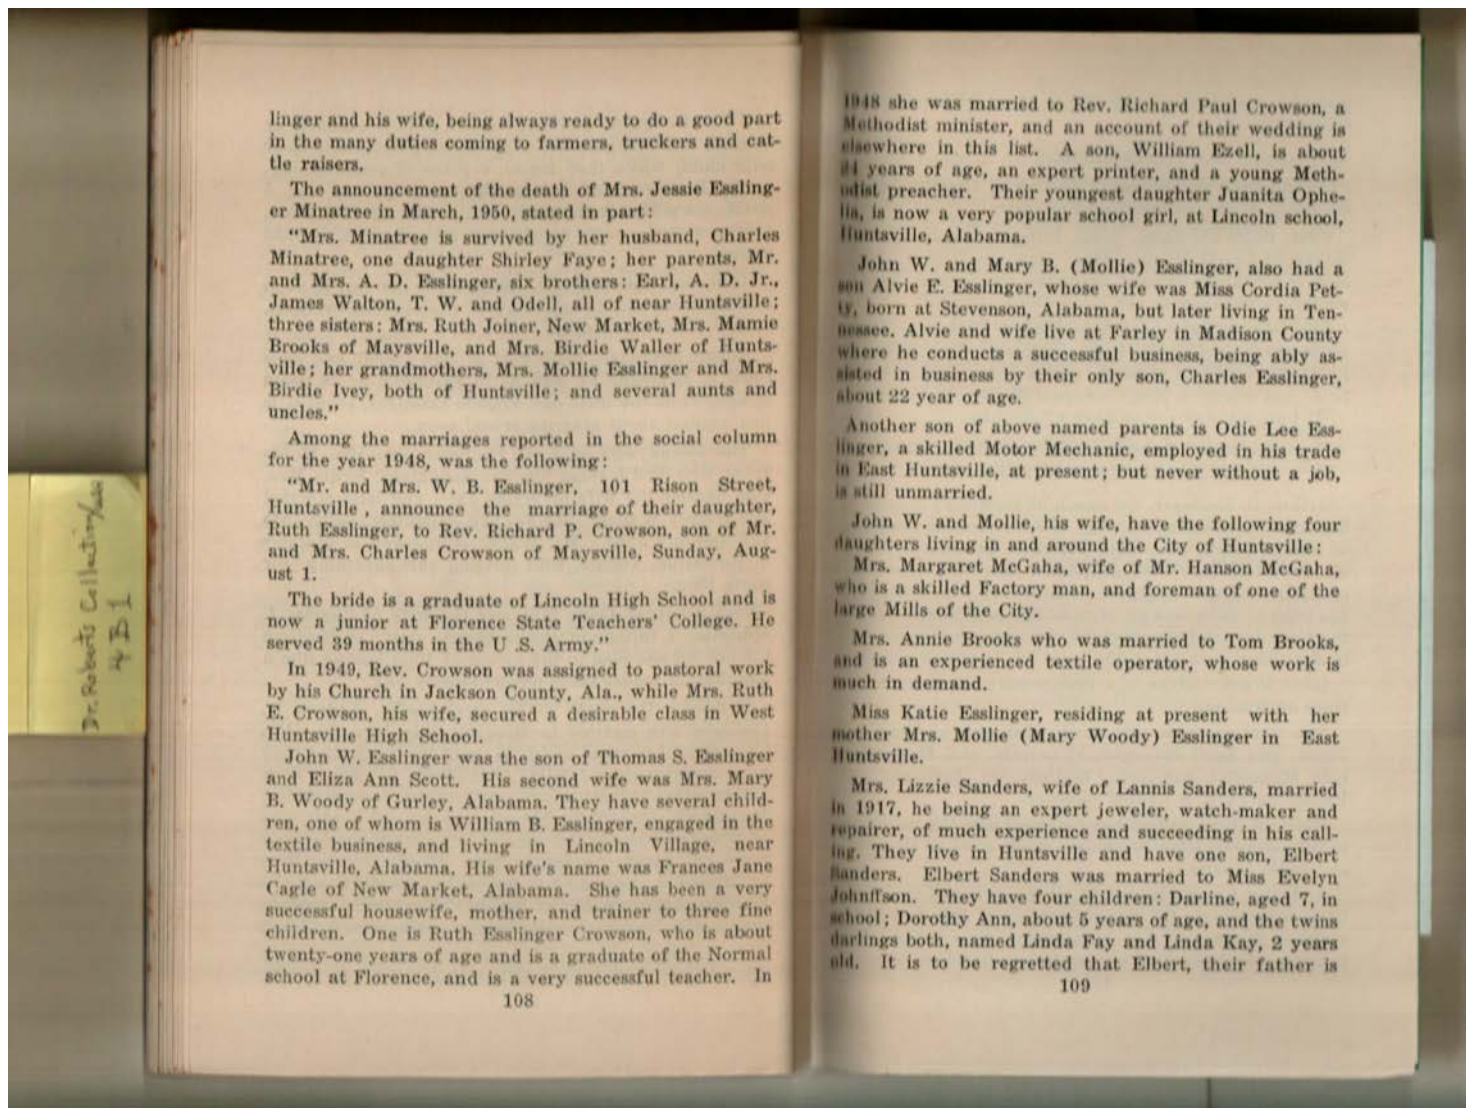 linger and his wife, being always ready to do a good part
in the many duties coming to farmers, truckers and cat-
tle raisers.
The announcement of the death of Mrs. Jessie Essling-
er Minatree in March, 1950, stated in part:
"Mrs. Minatree is survived by her husband, Charles
Minatree, one daughter Shirley Faye; her parents, Mr.
and Mrs. A. D. Esslinger, six brothers: Earl, A. D. Jr.,
James Walton, T. W. and Odell, all of near Huntsville;
three sisters: Mrs. Ruth Joiner, New Market, Mrs. Mamie
Brooks of Maysville, and Mrs. Birdie Waller of Hunts-
ville; her grandmothers, Mrs. Mollie Esslinger and Mrs.
Birdie Ivey, both of Huntsville; and several aunts and
uncles."
Among the marriages reported in the social column
for the year 1948, was the following:
"Mr. and Mrs. W. B. Esslinger, 101 Rison Street,
Huntsville , announce the marriage of their daughter,
Ruth Esslinger, to Rev. Richard P. Crowson, son of Mr.
and Mrs. Charles Crowson of Maysville, Sunday, Aug-
ust 1.
The bride is a graduate of Lincoln High School and is
now a junior at Florence State Teachers' College. He
served 39 months in the U .S. Army."
In 1949, Rev. Crowson was assigned to pastoral work
by his Church in Jackson County, Ala., while Mrs. Ruth
E. Crowson, his wife, secured a desirable class in West
Huntsville High School.
John W. Esslinger was the son of Thomas S. Esslinger
and Eliza Ann Scott. His second wife was Mrs. Mary
B. Woody of Gurley, Alabama. They have several child-
ren, one of whom is William B. Esslinger, engaged in the
textile business, and living in Lincoln Village, near
Huntsville, Alabama. His wife's name was Frances Jane
Cagle of New Market, Alabama. She has been a very
successful housewife, mother, and trainer to three fine
children. One is Ruth Esslinger Crowson, who is about
twenty-one years of age and is a graduate of the Normal
school at Florence, and is a very successful teacher. In
108
1948 she was married to Rev. Richard Paul Crowson, a
Methodist minister, and an account of their wedding is
elsewhere in this list. A son, William Ezell, is about
years of age, an expert printer, and a young Meth-
odist preacher. Their youngest daughter Juanita Ophe-
lia, is now a very popular school girl, at Lincoln school,
Huntsville, Alabama.
John W. and Mary B. (Mollie) Esslinger, also had a
son Alvie E. Esslinger, whose wife was Miss Cordia Pet-
ty, born at Stevenson, Alabama, but later living in Ten-
nessee. Alvie and wife live at Farley in Madison County
where he conducts a successful business, being ably as-
sisted in business by their only son, Charles Esslinger,
about 22 year of age.
Another son of above named parents is Odie Lee Ess-
linger, a skilled Motor Mechanic, employed in his trade
in East Huntsville, at present; but never without a job,
is still unmarried.
John W. and Mollie, his wife, have the following four
daughters living in and around the City of Huntsville:
Mrs. Margaret McGaha, wife of Mr. Hanson McGaha,
who is a skilled Factory man, and foreman of one of the
large Mills of the City.
Mrs. Annie Brooks who was married to Tom Brooks,
and is an experienced textile operator, whose work is
much in demand.
Miss Katie Esslinger, residing at present with her
mother Mrs. Mollie (Mary Woody) Esslinger in East
Huntsville.
Mrs. Lizzie Sanders, wife of Lannis Sanders, married
in 1917, he being an expert jeweler, watch-maker and
repairer, of much experience and succeeding in his call-
ing. They live in Huntsville and have one son, Elbert
Sanders. Elbert Sanders was married to Miss Evelyn
Johnffson. They have four children: Darline, aged 7, in
school; Dorothy Ann, about 5 years of age, and the twins
darlings both, named Linda Fay and Linda Kay, 2 years
old. It is to be regretted that Elbert, their father is
109
Dr. Roberts Collection
4 B 1